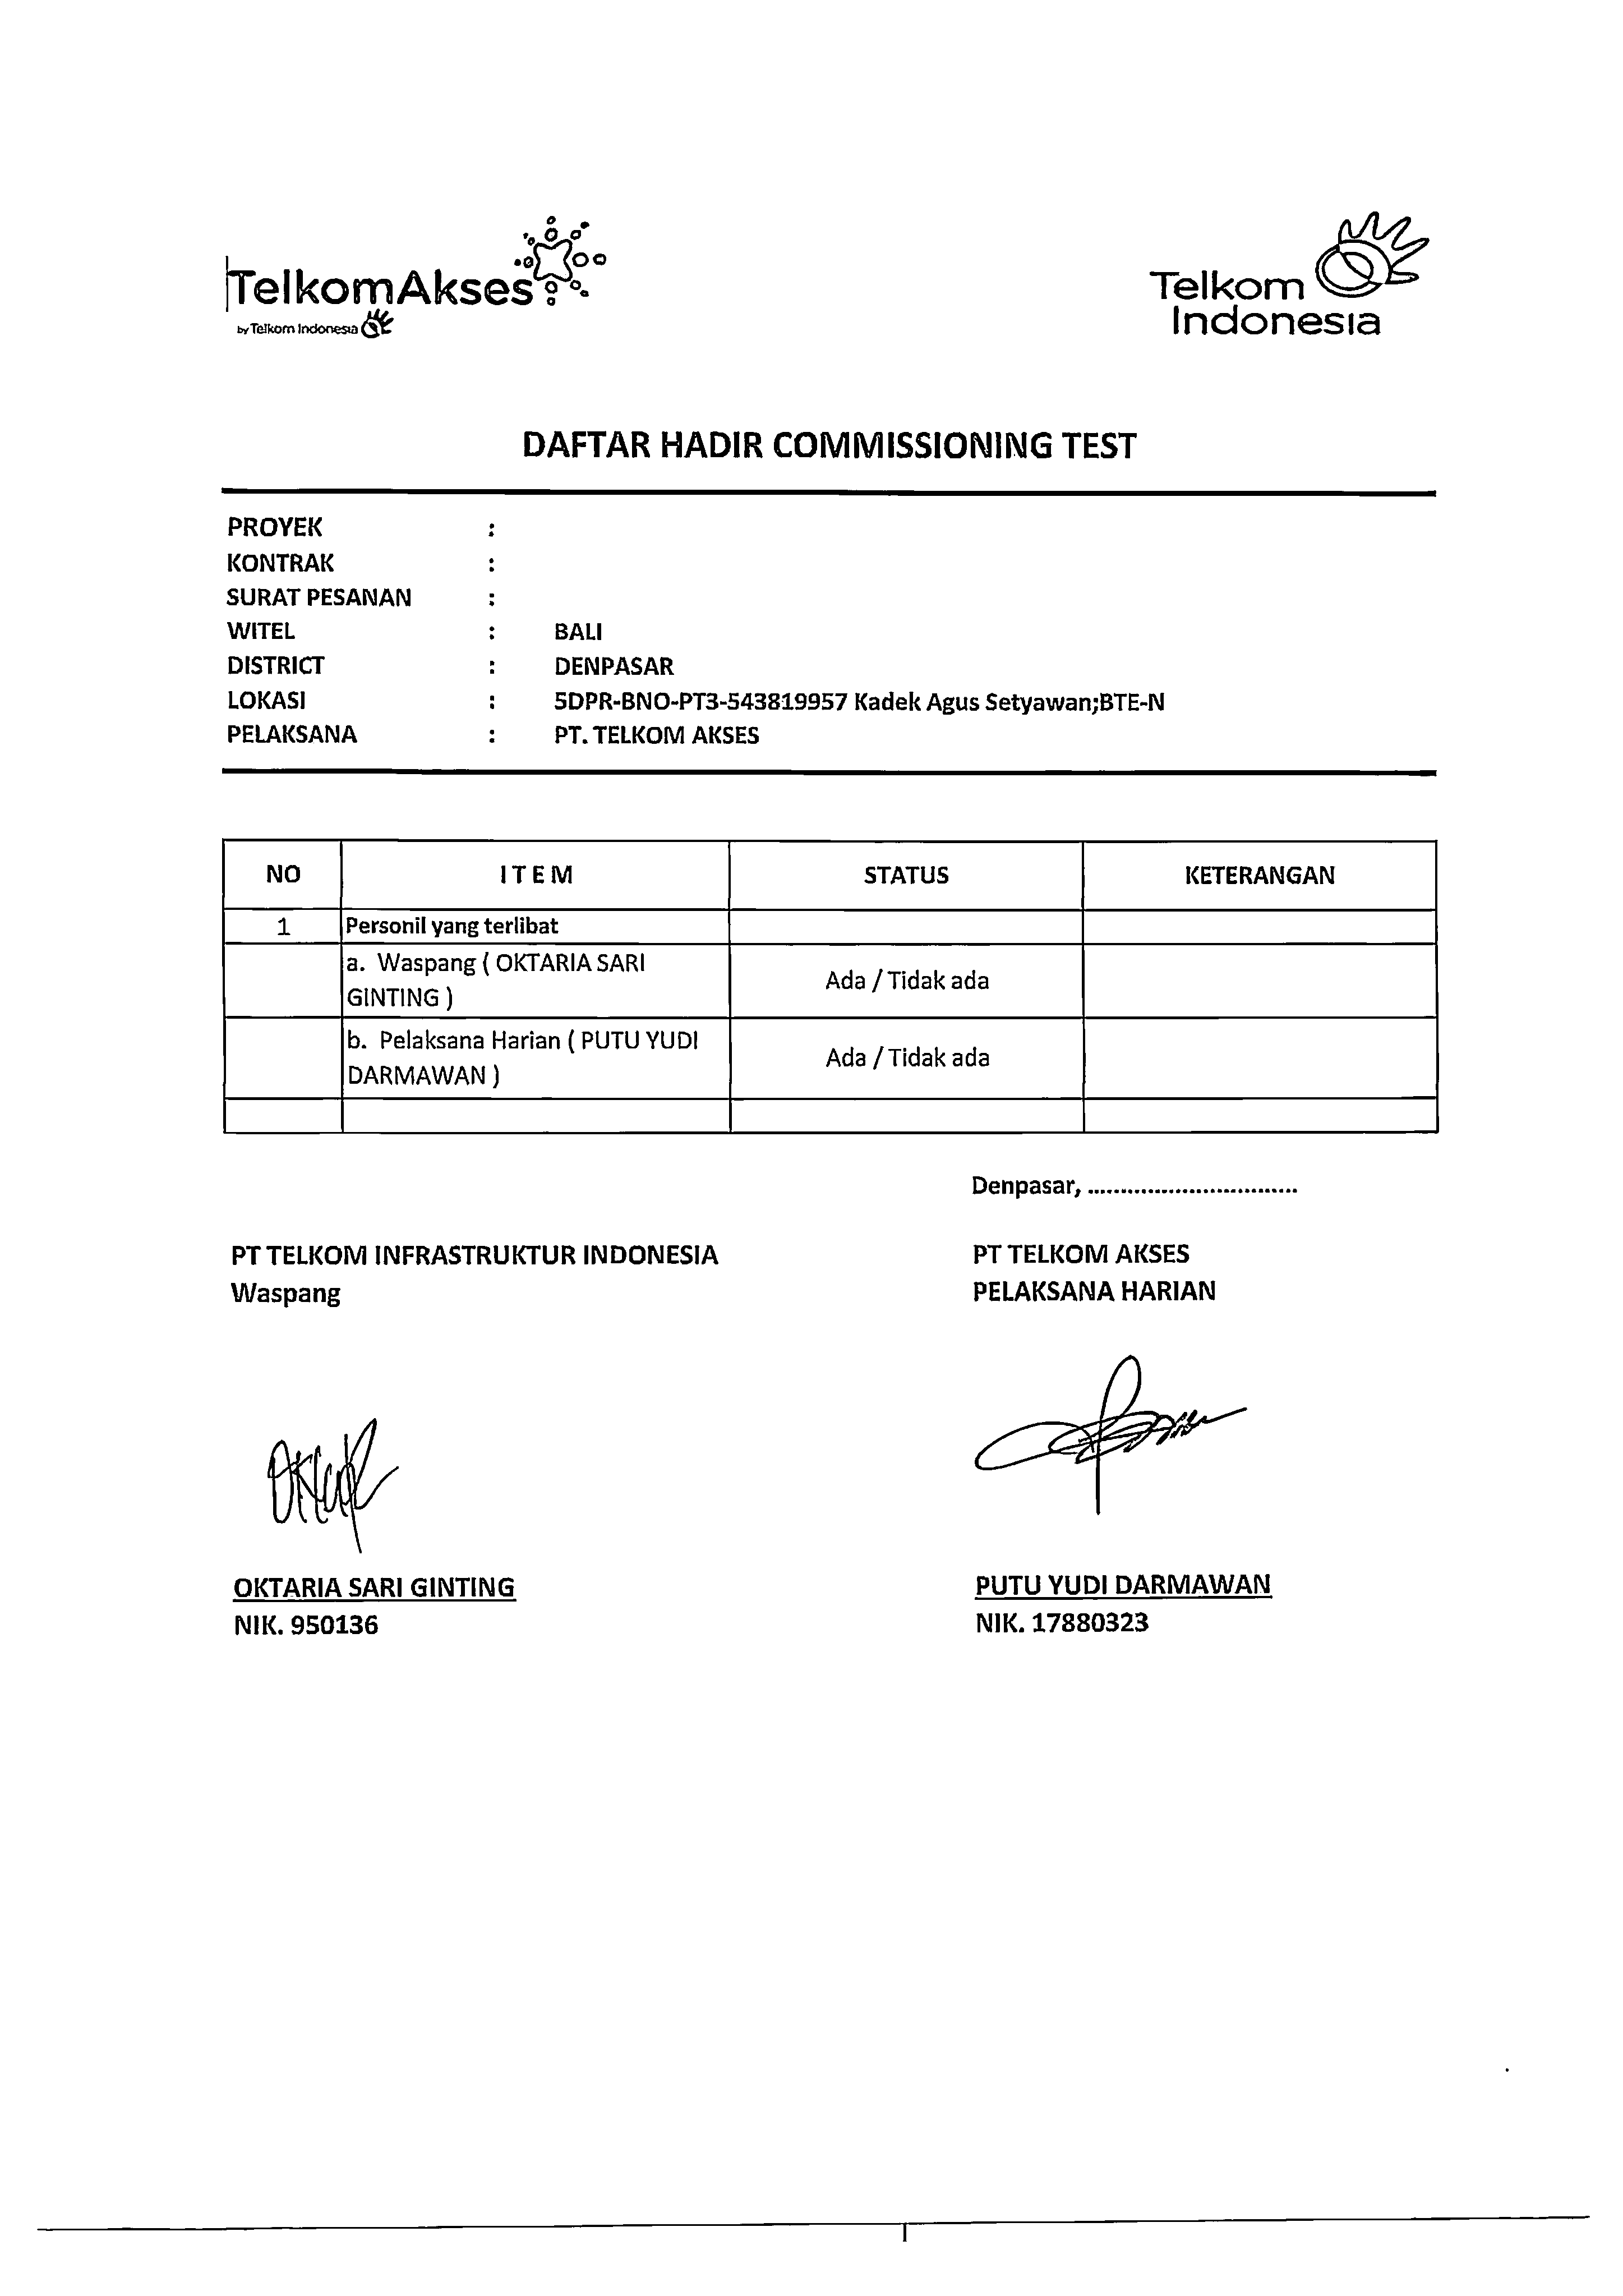 TelkomAkses
by Telkom Indonesia
Telkom
Indonesia
DAFTAR HADIR COMMISSIONING TEST
PROYEK :
KONTRAK :
SURAT PESANAN :
WITEL : BALI
DISTRICT : DENPASAR
LOKASI : 5DPR-BNO-PT3-543819957 Kadek Agus Setyawan;BTE-N
PELAKSANA : PT. TELKOM AKSES
NO ITEM STATUS KETERANGAN
1 Personil yang terlibat
a. Waspang ( OKTARIA SARI
GINTING ) Ada / Tidak ada
b. Pelaksana Harian ( PUTU YUDI
DARMAWAN ) Ada / Tidak ada
Denpasar, ................................
PT TELKOM INFRASTRUKTUR INDONESIA
Waspang
PT TELKOM AKSES
PELAKSANA HARIAN
OKTARIA SARI GINTING
NIK. 950136
PUTU YUDI DARMAWAN
NIK. 17880323